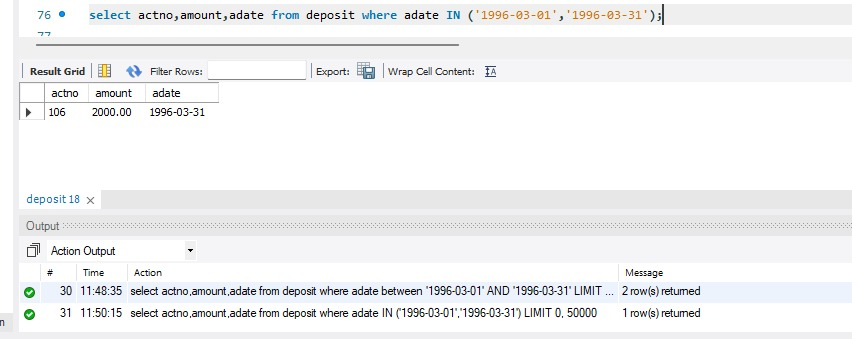 76 select actno,amount,adate from deposit where adate IN ('1996-03-01','1996-03-31');
Result Grid Filter Rows: Export: Wrap Cell Content: IA
actno amount adate
106 2000.00 1996-03-31
deposit 18 ×
Output
Action Output
# Time Action Message
30 11:48:35 select actno,amount,adate from deposit where adate between '1996-03-01' AND '1996-03-31' LIMIT ... 2 row(s) returned
31 11:50:15 select actno,amount,adate from deposit where adate IN ('1996-03-01','1996-03-31') LIMIT 0, 50000 1 row(s) returned
n